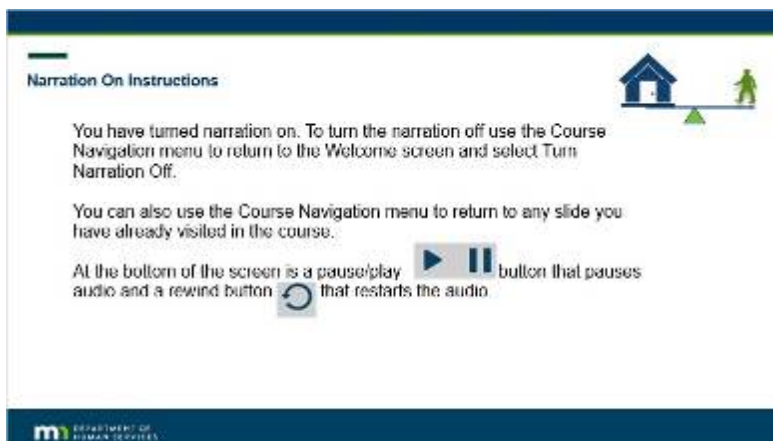 Narration On Instructions
You have turned narration on. To turn the narration off use the Course
Navigation menu to return to the Welcome screen and select Turn
Narration Off.
You can also use the Course Navigation menu to return to any slide you
have already visited in the course.
At the bottom of the screen is a pause/play button that pauses
audio and a rewind button that restarts the audio.
DEPARTMENT OF
HUMAN SERVICES